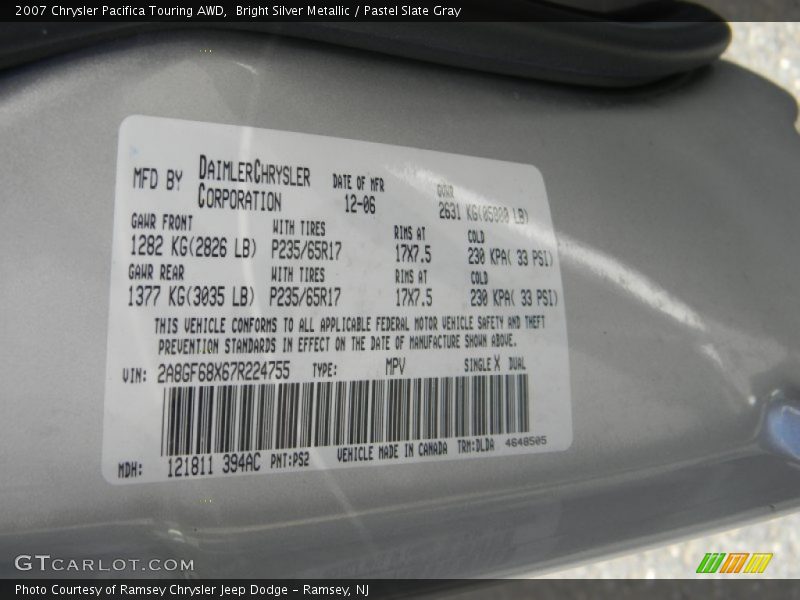 2007 Chrysler Pacifica Touring AWD,  Bright Silver Metallic / Pastel Slate Gray
MFD BY DAIMLERCHRYSLER CORPORATION DATE OF MFR 12-06 GVWR 2631 KG(05800 LB)
GAWR FRONT WITH TIRES RIMS AT COLD
1282 KG(2826 LB) P235/65R17 17X7.5 230 KPA( 33 PSI)
GAWR REAR WITH TIRES RIMS AT COLD
1377 KG(3035 LB) P235/65R17 17X7.5 230 KPA( 33 PSI)
THIS VEHICLE CONFORMS TO ALL APPLICABLE FEDERAL MOTOR VEHICLE SAFETY AND THEFT
PREVENTION STANDARDS IN EFFECT ON THE DATE OF MANUFACTURE SHOWN ABOVE.
VIN: 2A8GF68X67R224755 TYPE: MPV SINGLE X DUAL
MDH: 121811 394AC PNT:PS2 VEHICLE MADE IN CANADA TRM:DLDA 4648505
GTCARLOT.COM
Photo Courtesy of Ramsey Chrysler Jeep Dodge - Ramsey, NJ